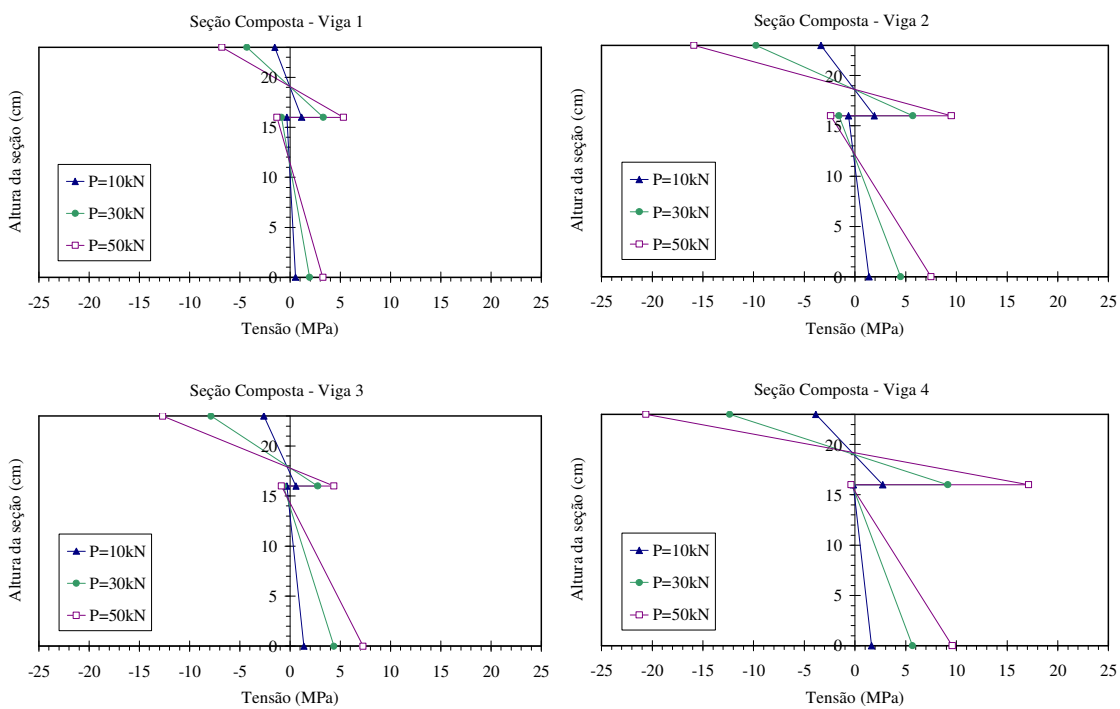 Seção Composta - Viga 1
Altura da seção (cm)
20
15
10
5
0
P=10kN
P=30kN
P=50kN
-25 -20 -15 -10 -5 0 5 10 15 20 25
Tensão (MPa)
Seção Composta - Viga 2
Altura da seção (cm)
20
15
10
5
0
P=10kN
P=30kN
P=50kN
-25 -20 -15 -10 -5 0 5 10 15 20 25
Tensão (MPa)
Seção Composta - Viga 3
Altura da seção (cm)
20
15
10
5
0
P=10kN
P=30kN
P=50kN
-25 -20 -15 -10 -5 0 5 10 15 20 25
Tensão (MPa)
Seção Composta - Viga 4
Altura da seção (cm)
20
15
10
5
0
P=10kN
P=30kN
P=50kN
-25 -20 -15 -10 -5 0 5 10 15 20 25
Tensão (MPa)